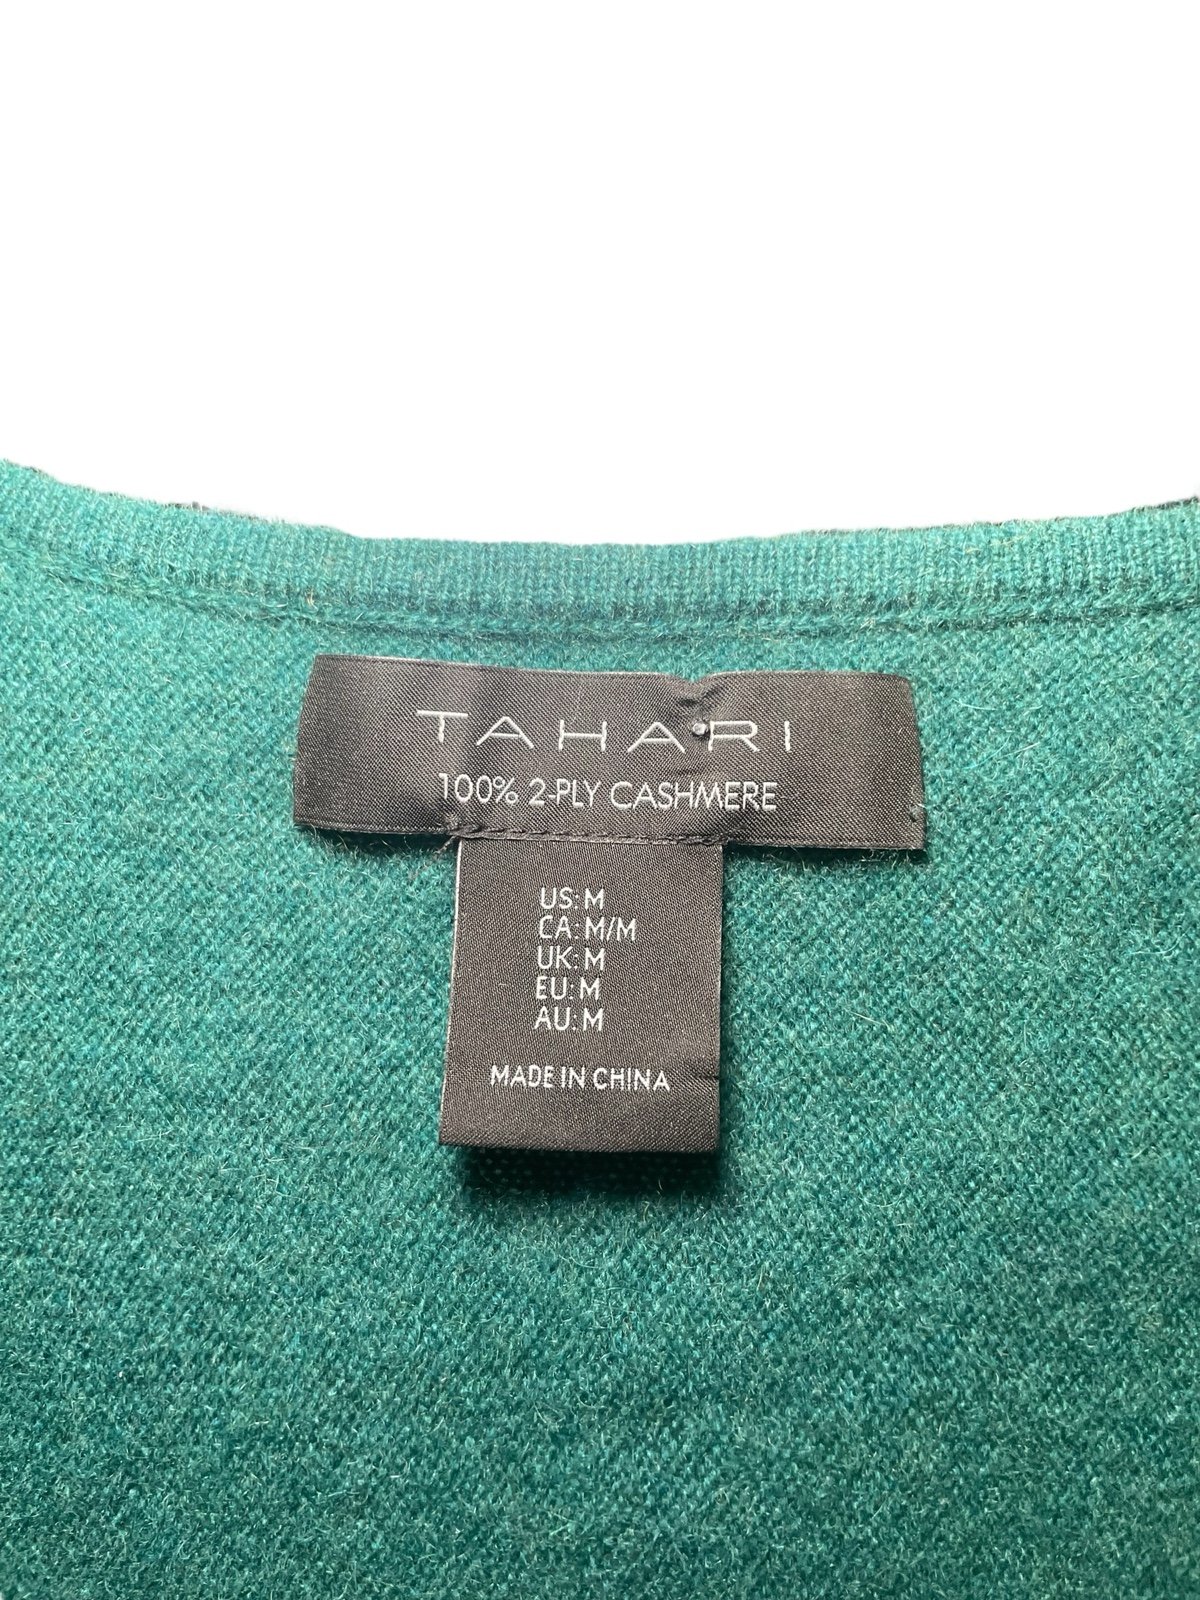 TAHARI
100% 2-PLY CASHMERE
US: M
CA: M/M
UK: M
EU: M
AU: M
MADE IN CHINA